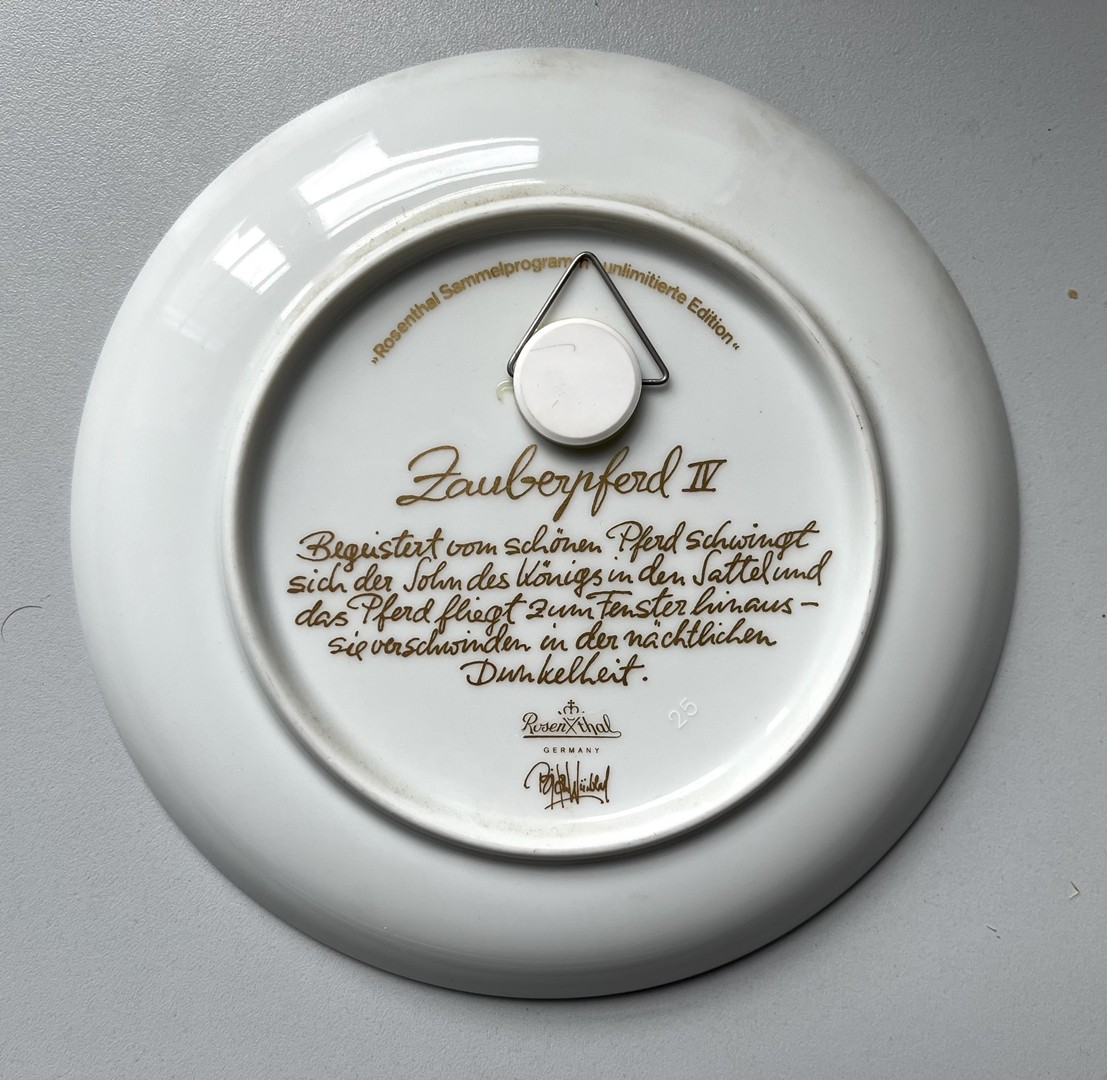 „Rosenthal Sammelprogramm unlimitierte Edition“
Zauberpferd IV
Begeistert vom schönen Pferd schwingt
sich der Sohn des Königs in den Sattel und
das Pferd fliegt zum Fenster hinaus –
sie verschwinden in der nächtlichen
Dunkelheit.
Rosenthal
GERMANY
25